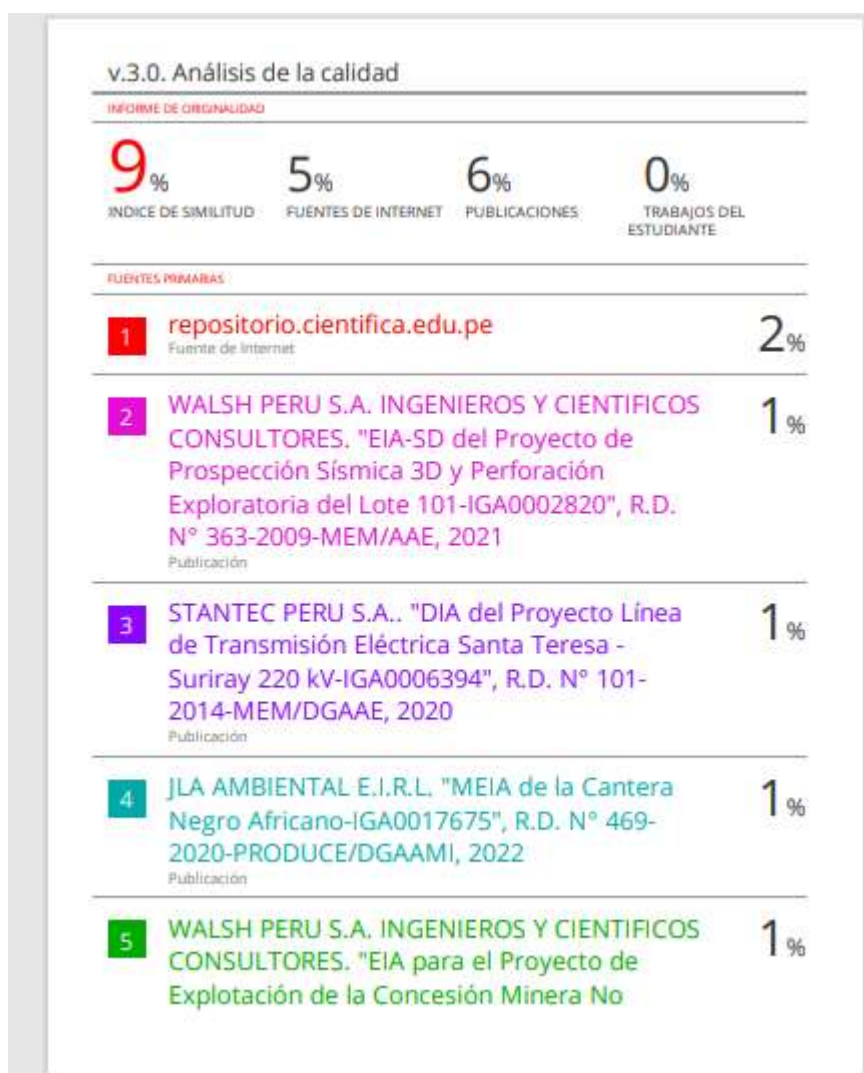 v.3.0. Análisis de la calidad
INFORME DE ORIGINALIDAD
9%
5%
6%
0%
INDICE DE SIMILITUD
FUENTES DE INTERNET
PUBLICACIONES
TRABAJOS DEL
ESTUDIANTE
FUENTES PRIMARIAS
1
repositorio.cientifica.edu.pe
2%
Fuente de Internet
2
WALSH PERU S.A. INGENIEROS Y CIENTIFICOS
1%
CONSULTORES. "EIA-SD del Proyecto de
Prospección Sísmica 3D y Perforación
Exploratoria del Lote 101-IGA0002820", R.D.
N° 363-2009-MEM/AAE, 2021
Publicación
3
STANTEC PERU S.A.. "DIA del Proyecto Línea
1%
de Transmisión Eléctrica Santa Teresa -
Suriray 220 kV-IGA0006394", R.D. N° 101-
2014-MEM/DGAAE, 2020
Publicación
4
JLA AMBIENTAL E.I.R.L. "MEIA de la Cantera
1%
Negro Africano-IGA0017675", R.D. N° 469-
2020-PRODUCE/DGAAMI, 2022
Publicación
5
WALSH PERU S.A. INGENIEROS Y CIENTIFICOS
1%
CONSULTORES. "EIA para el Proyecto de
Explotación de la Concesión Minera No